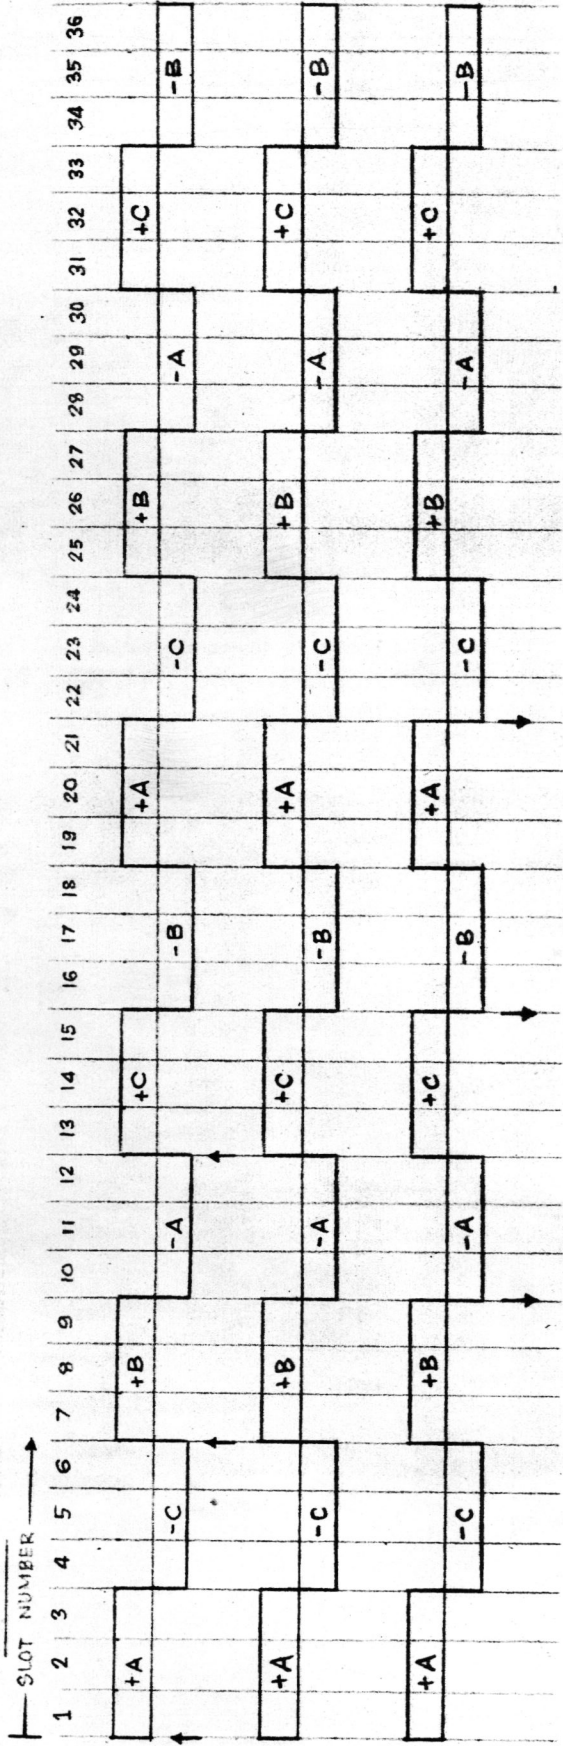 SLOT NUMBER
1 2 3 4 5 6 7 8 9 10 11 12 13 14 15 16 17 18 19 20 21 22 23 24 25 26 27 28 29 30 31 32 33 34 35 36
+A -C +B -A +C -B +A -C +B -A +C -B
+A -C +B -A +C -B +A -C +B -A +C -B
+A -C +B -A +C -B +A -C +B -A +C -B